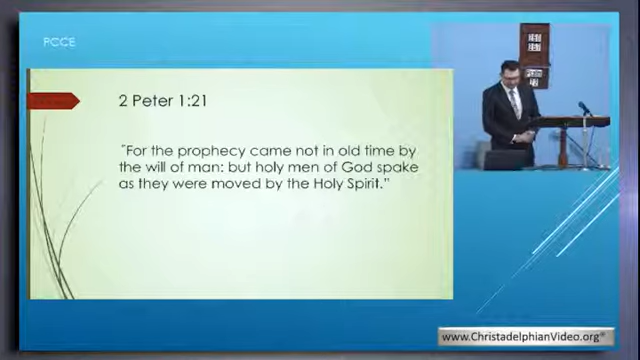 PCCE
2 Peter 1:21
"For the prophecy came not in old time by
the will of man: but holy men of God spake
as they were moved by the Holy Spirit."
www.ChristadelphianVideo.org®